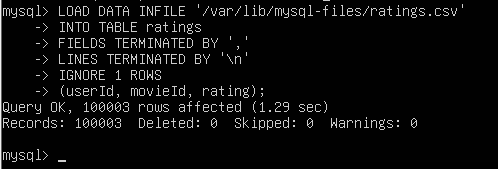 mysql> LOAD DATA INFILE '/var/lib/mysql-files/ratings.csv'
    -> INTO TABLE ratings
    -> FIELDS TERMINATED BY ','
    -> LINES TERMINATED BY '\n'
    -> IGNORE 1 ROWS
    -> (userId, movieId, rating);
Query OK, 100003 rows affected (1.29 sec)
Records: 100003  Deleted: 0  Skipped: 0  Warnings: 0
mysql> _